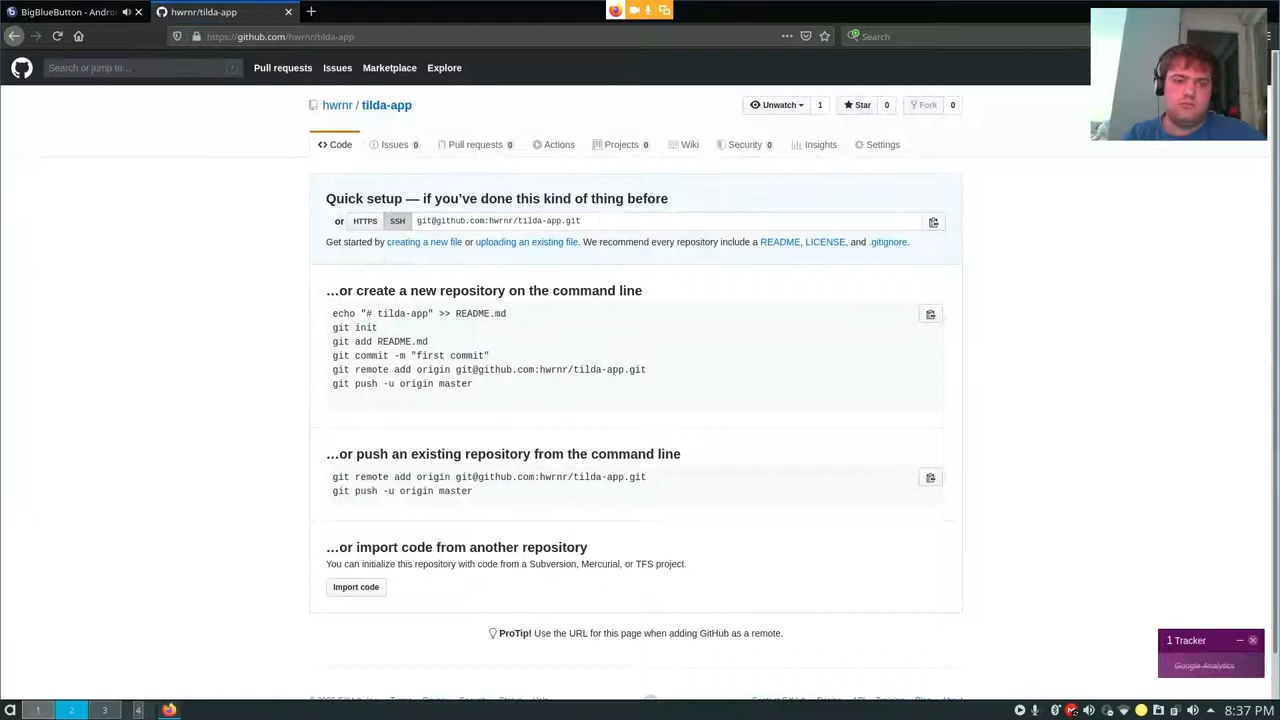 BigBlueButton - Andro
hwrnr/tilda-app
https://github.com/hwrnr/tilda-app
Search
Search or jump to…
/
Pull requests
Issues
Marketplace
Explore
hwrnr / tilda-app
Unwatch
1
Star
0
Fork
0
Code
Issues 0
Pull requests 0
Actions
Projects 0
Wiki
Security 0
Insights
Settings
Quick setup — if you’ve done this kind of thing before
or HTTPS SSH git@github.com:hwrnr/tilda-app.git
Get started by creating a new file or uploading an existing file. We recommend every repository include a README, LICENSE, and .gitignore.
…or create a new repository on the command line
echo "# tilda-app" >> README.md
git init
git add README.md
git commit -m "first commit"
git remote add origin git@github.com:hwrnr/tilda-app.git
git push -u origin master
…or push an existing repository from the command line
git remote add origin git@github.com:hwrnr/tilda-app.git
git push -u origin master
…or import code from another repository
You can initialize this repository with code from a Subversion, Mercurial, or TFS project.
Import code
ProTip! Use the URL for this page when adding GitHub as a remote.
1 Tracker
Google Analytics
1
2
3
8:37 PM